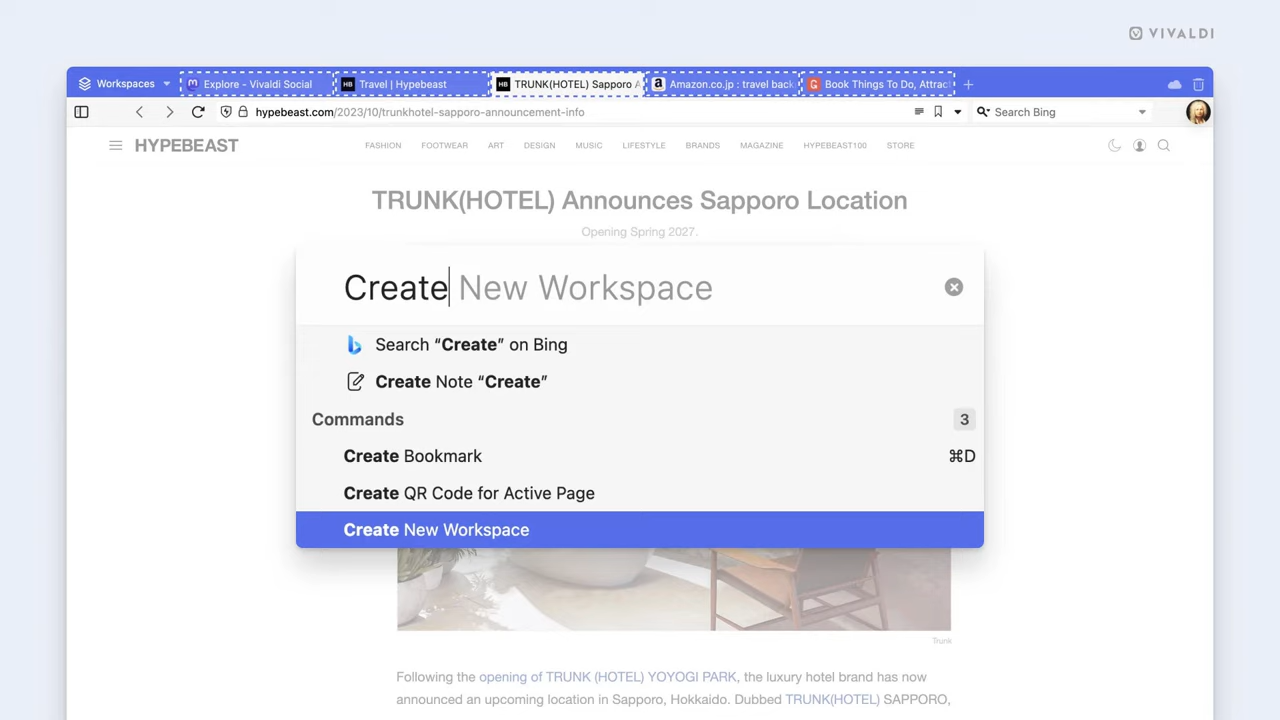 VIVALDI
Workspaces Explore - Vivaldi Social Travel | Hypebeast TRUNK(HOTEL) Sapporo A Amazon.co.jp : travel back Book Things To Do, Attract
hypebeast.com/2023/10/trunkhotel-sapporo-announcement-info Search Bing
HYPEBEAST FASHION FOOTWEAR ART DESIGN MUSIC LIFESTYLE BRANDS MAGAZINE HYPEBEAST100 STORE
TRUNK(HOTEL) Announces Sapporo Location
Opening Spring 2027.
Create New Workspace
Search “Create” on Bing
Create Note “Create”
Commands 3
Create Bookmark ⌘D
Create QR Code for Active Page
Create New Workspace
Trunk
Following the opening of TRUNK (HOTEL) YOYOGI PARK, the luxury hotel brand has now
announced an upcoming location in Sapporo, Hokkaido. Dubbed TRUNK(HOTEL) SAPPORO,